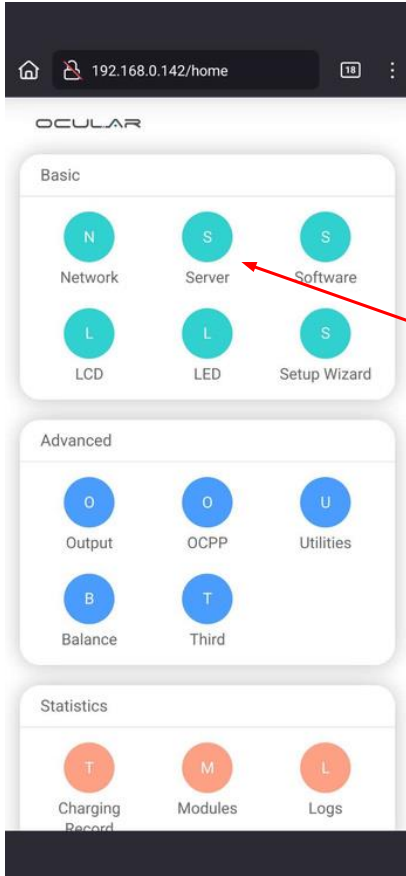 192.168.0.142/home
18
OCULAR
Basic
N
S
S
Network
Server
Software
L
L
S
LCD
LED
Setup Wizard
Advanced
O
O
U
Output
OCPP
Utilities
B
T
Balance
Third
Statistics
T
M
L
Charging
Modules
Logs
Record